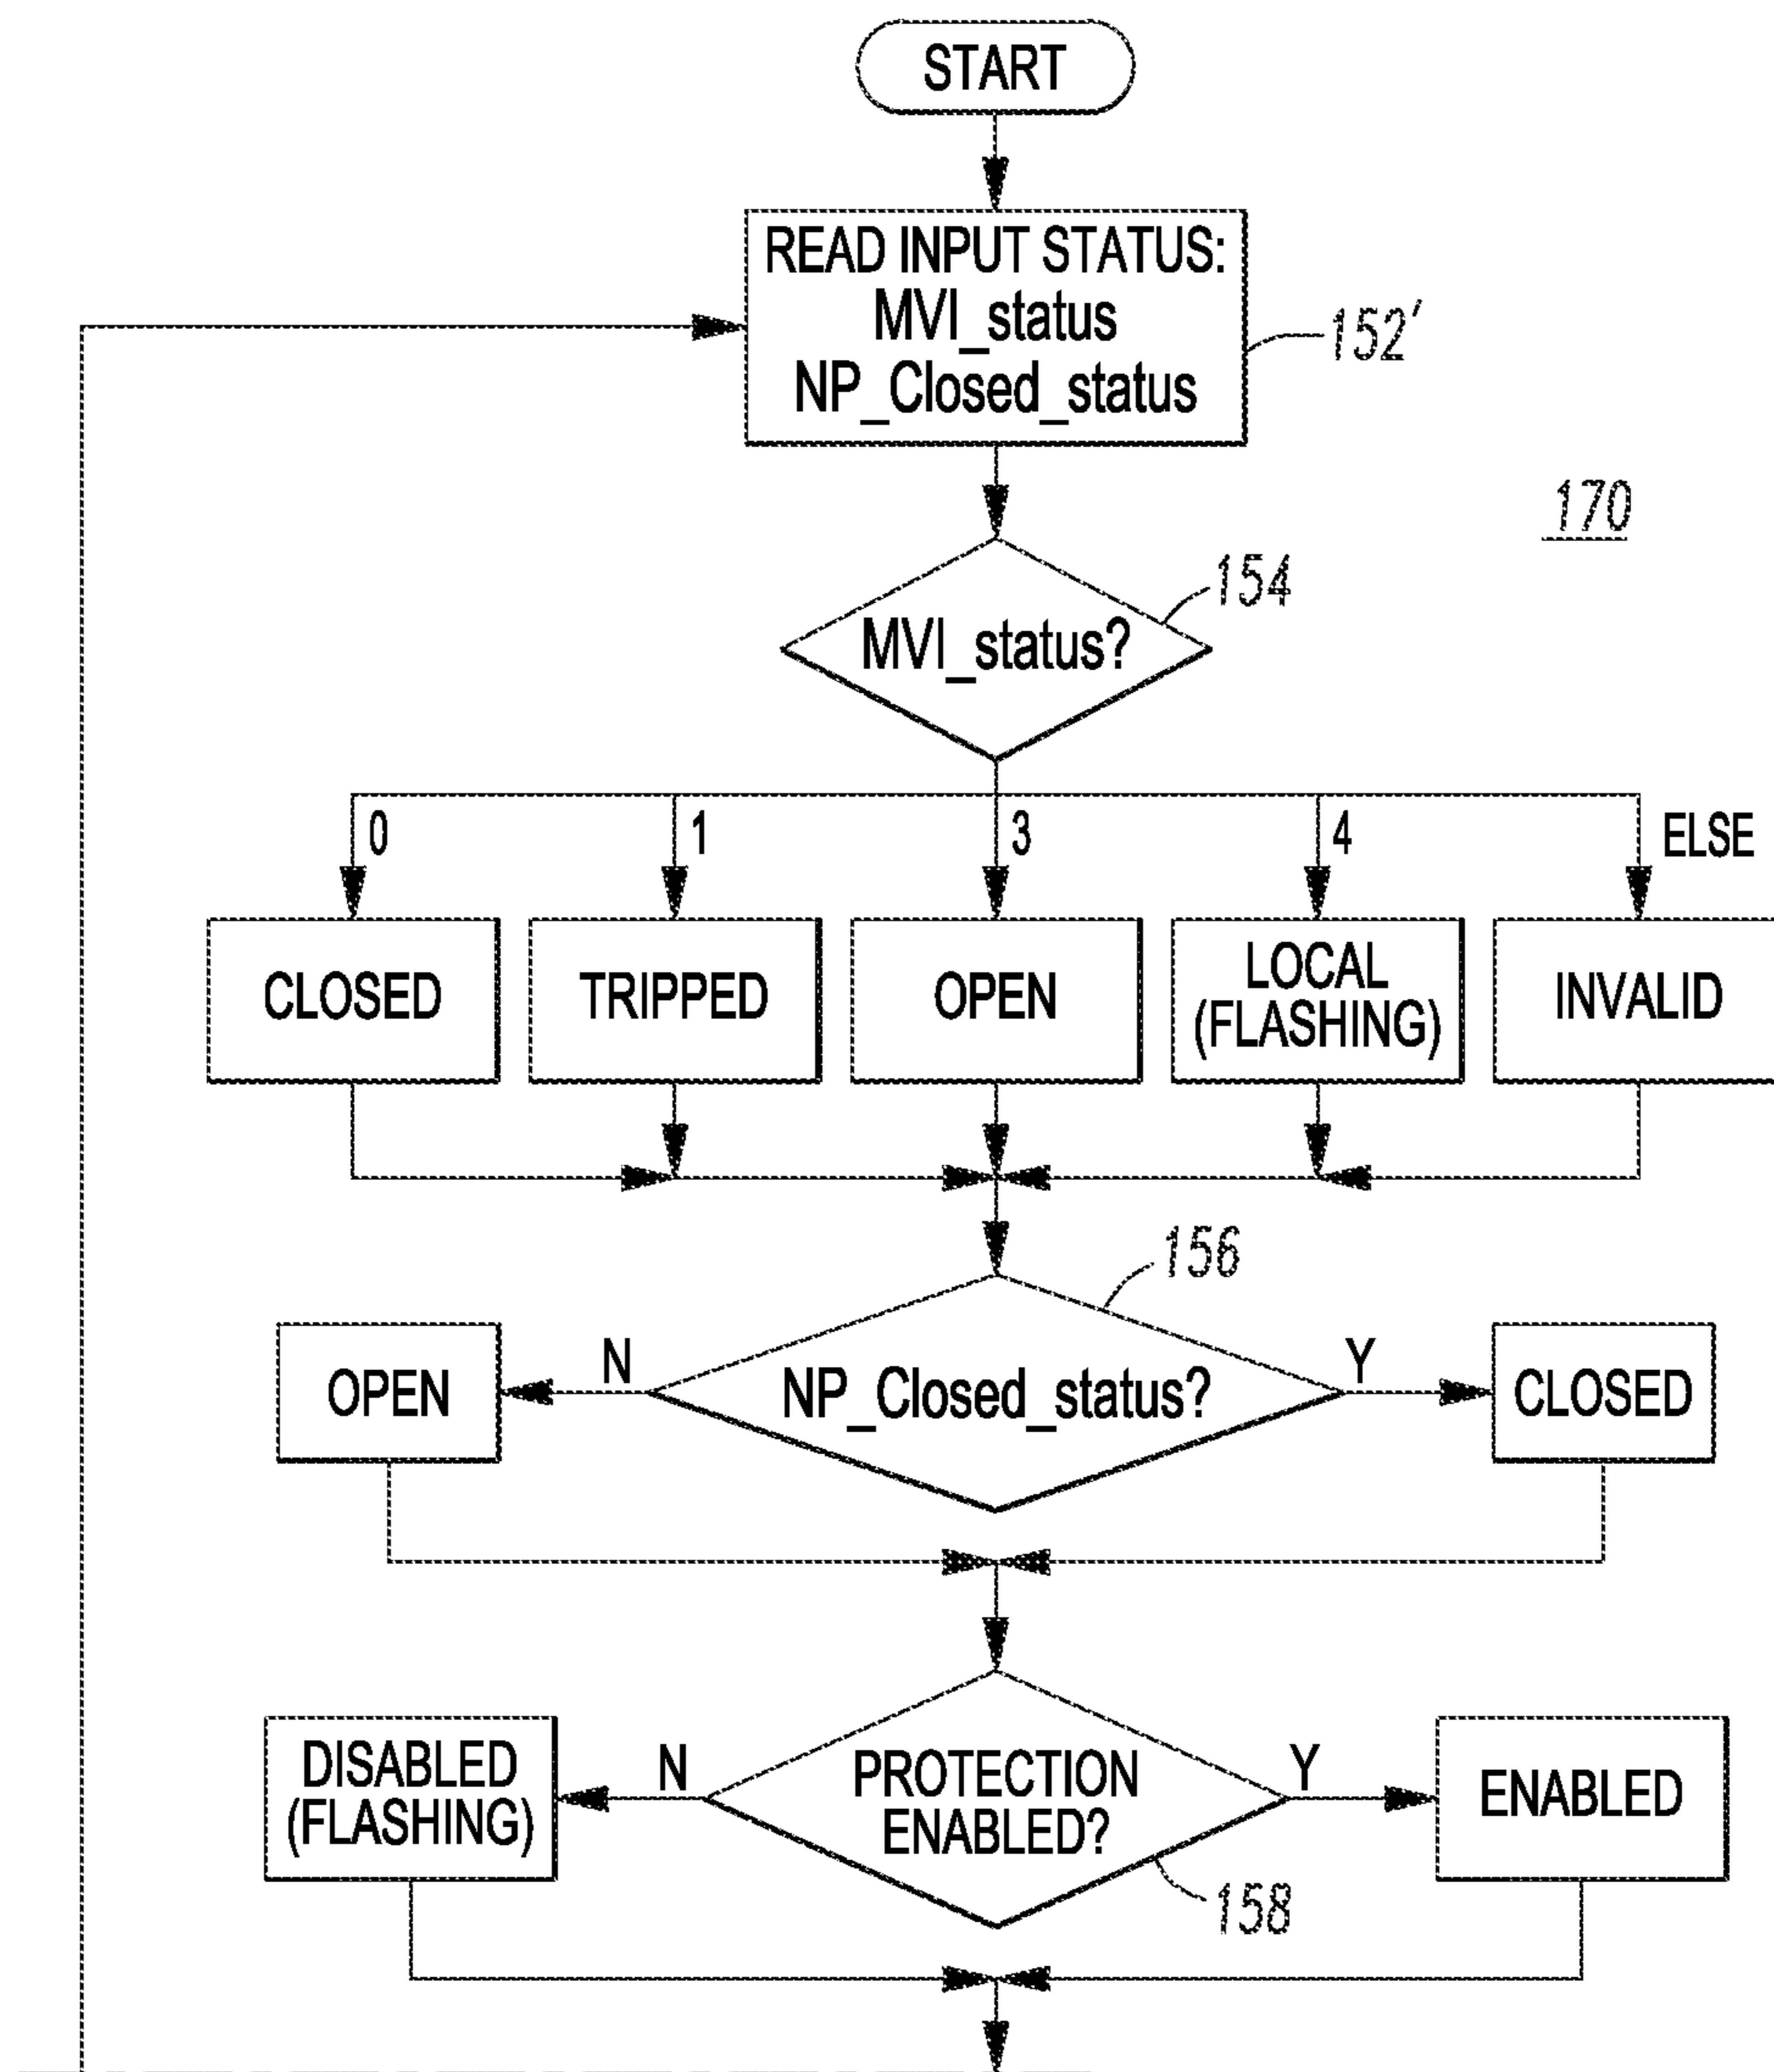 START
READ INPUT STATUS:
MVI_status
NP_Closed_status
152'
170
154
MVI_status?
0
1
3
4
ELSE
CLOSED
TRIPPED
OPEN
LOCAL
(FLASHING)
INVALID
156
OPEN
N
NP_Closed_status?
Y
CLOSED
DISABLED
(FLASHING)
N
PROTECTION
ENABLED?
Y
ENABLED
158